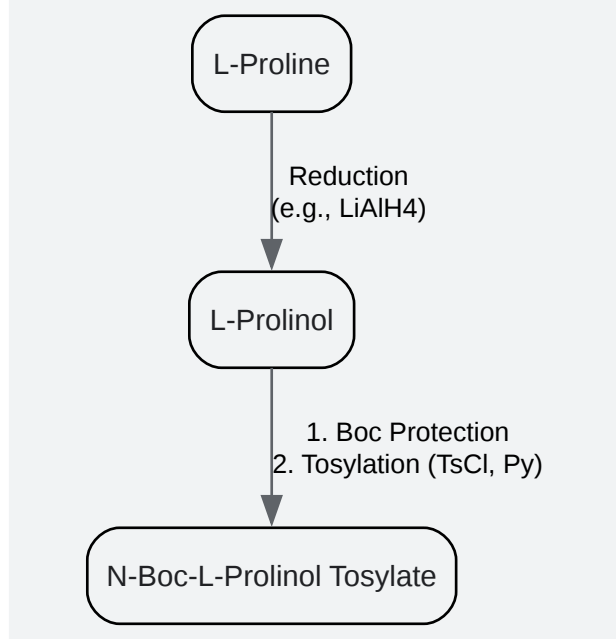 L-Proline
Reduction
(e.g., LiAlH4)
L-Prolinol
1. Boc Protection
2. Tosylation (TsCl, Py)
N-Boc-L-Prolinol Tosylate